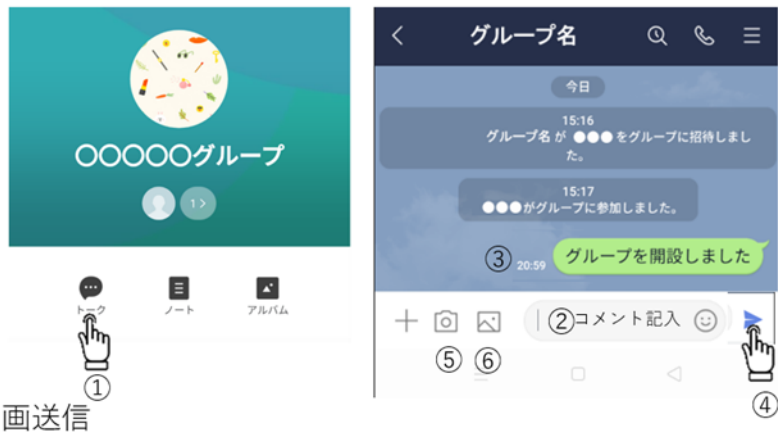 〇〇〇〇〇グループ
1 >
トーク
ノート
アルバム
①
グループ名
今日
15:16
グループ名 が ●●● をグループに招待しまし
た。
15:17
●●●がグループに参加しました。
③ 20:59 グループを開設しました
②コメント記入
⑤ ⑥
④
画送信